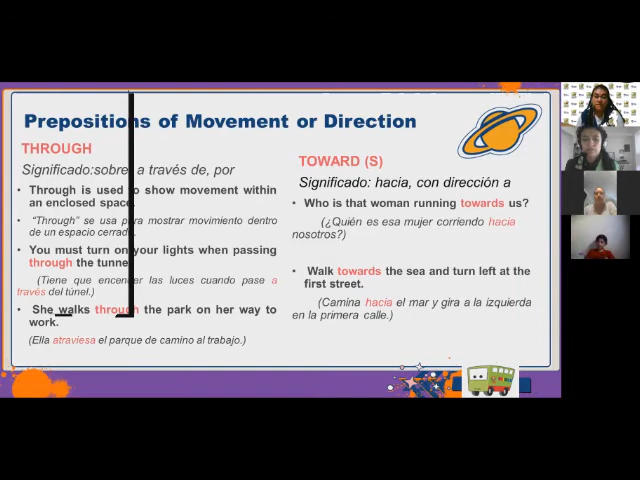 Prepositions of Movement or Direction
THROUGH
Significado:sobre, a través de, por
Through is used to show movement within
an enclosed space.
“Through” se usa para mostrar movimiento dentro
de un espacio cerrado.
You must turn on your lights when passing
through the tunnel
(Tiene que encender las luces cuando pase a
través del túnel.)
She walks through the park on her way to
work.
(Ella atraviesa el parque de camino al trabajo.)
TOWARD (S)
Significado: hacia, con dirección a
Who is that woman running towards us?
(¿Quién es esa mujer corriendo hacia
nosotros?)
Walk towards the sea and turn left at the
first street.
(Camina hacia el mar y gira a la izquierda
en la primera calle.)